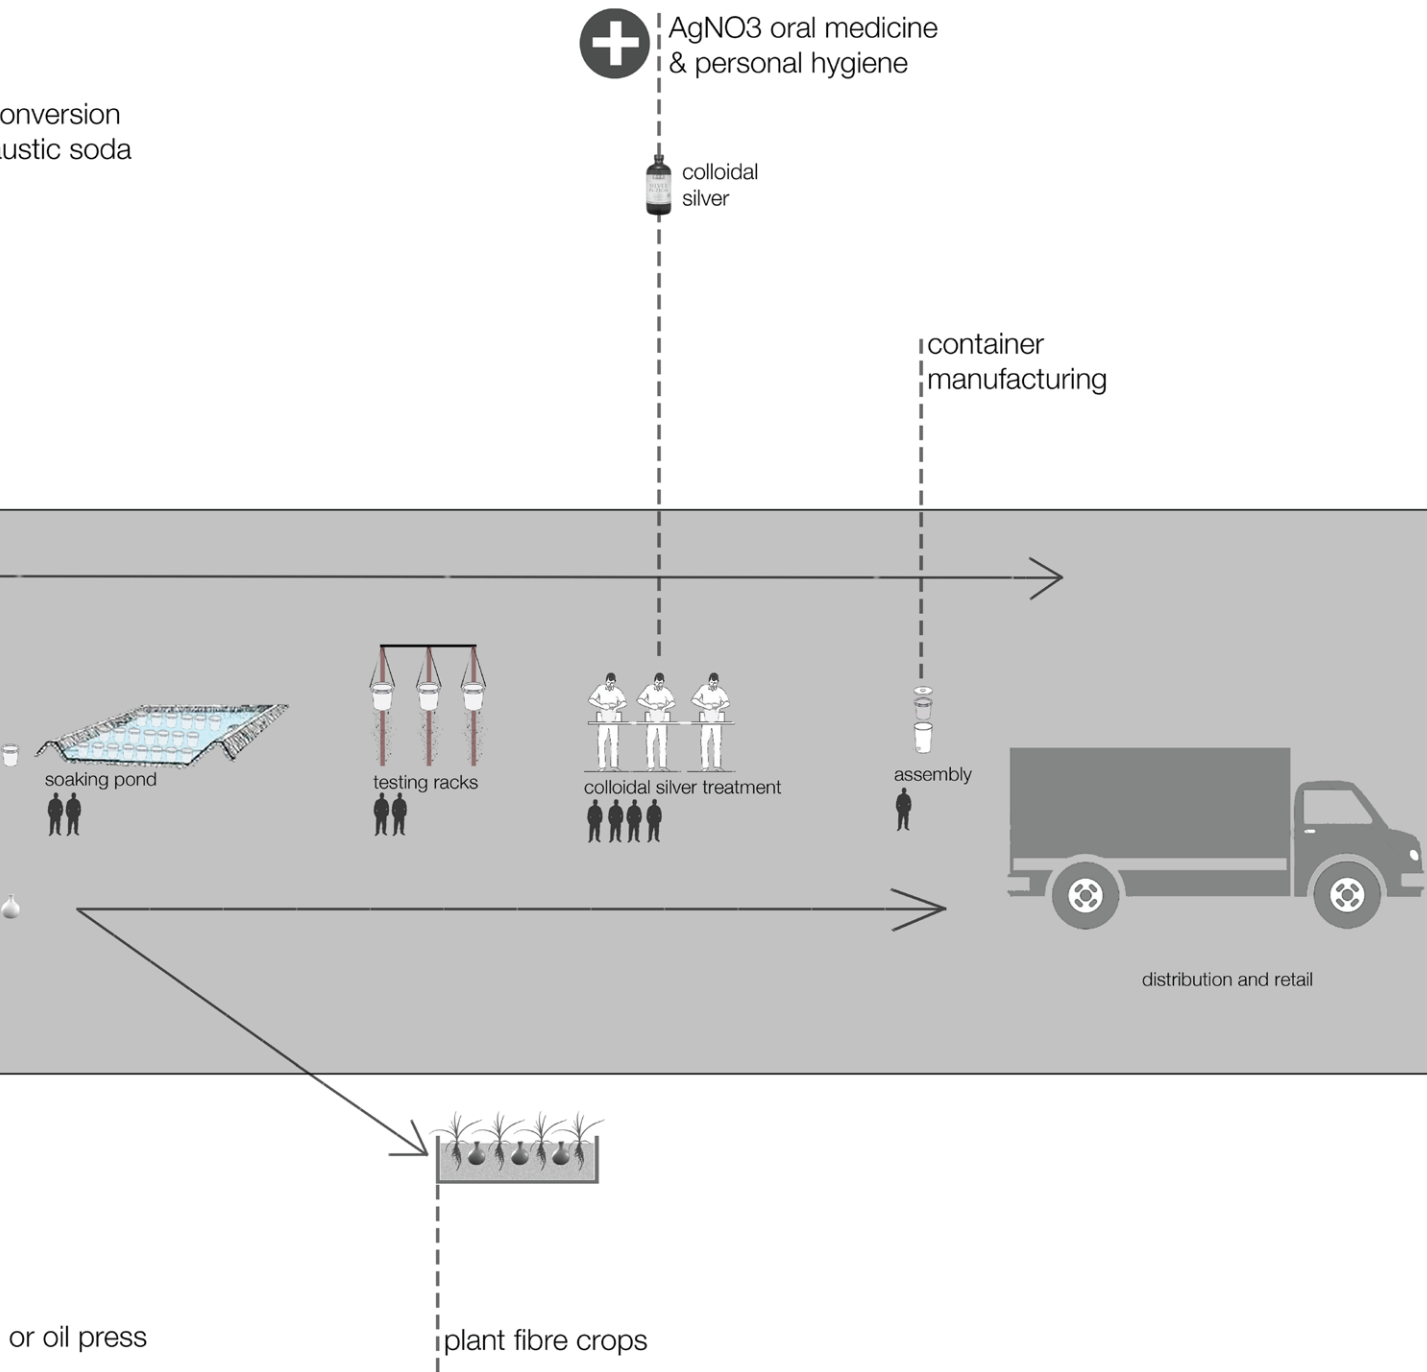 AgNO3 oral medicine
& personal hygiene
onversion
austic soda
colloidal
silver
container
manufacturing
soaking pond
testing racks
colloidal silver treatment
assembly
distribution and retail
or oil press
plant fibre crops